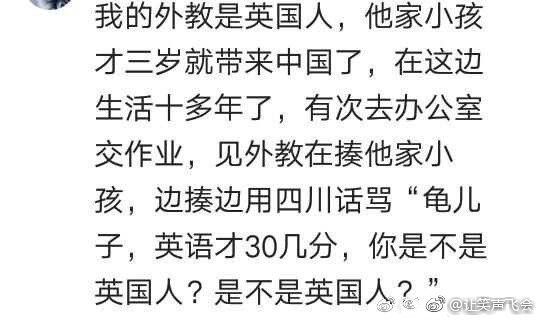 我的外教是英国人，他家小孩
才三岁就带来中国了，在这边
生活十多年了，有次去办公室
交作业，见外教在揍他家小
孩，边揍边用四川话骂“龟儿
子，英语才30几分，你是不是
英国人？是不是英国人？”
@让笑声飞会